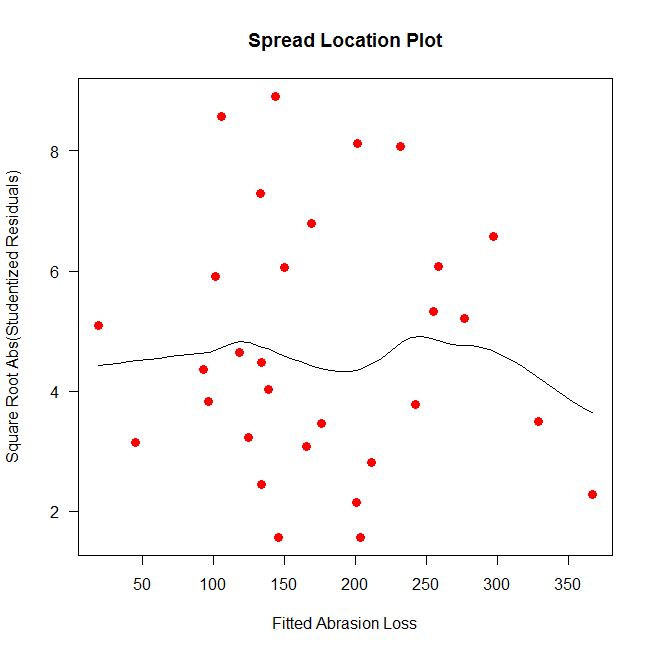 Spread Location Plot
Square Root Abs(Studentized Residuals)
8
6
4
2
50 100 150 200 250 300 350
Fitted Abrasion Loss